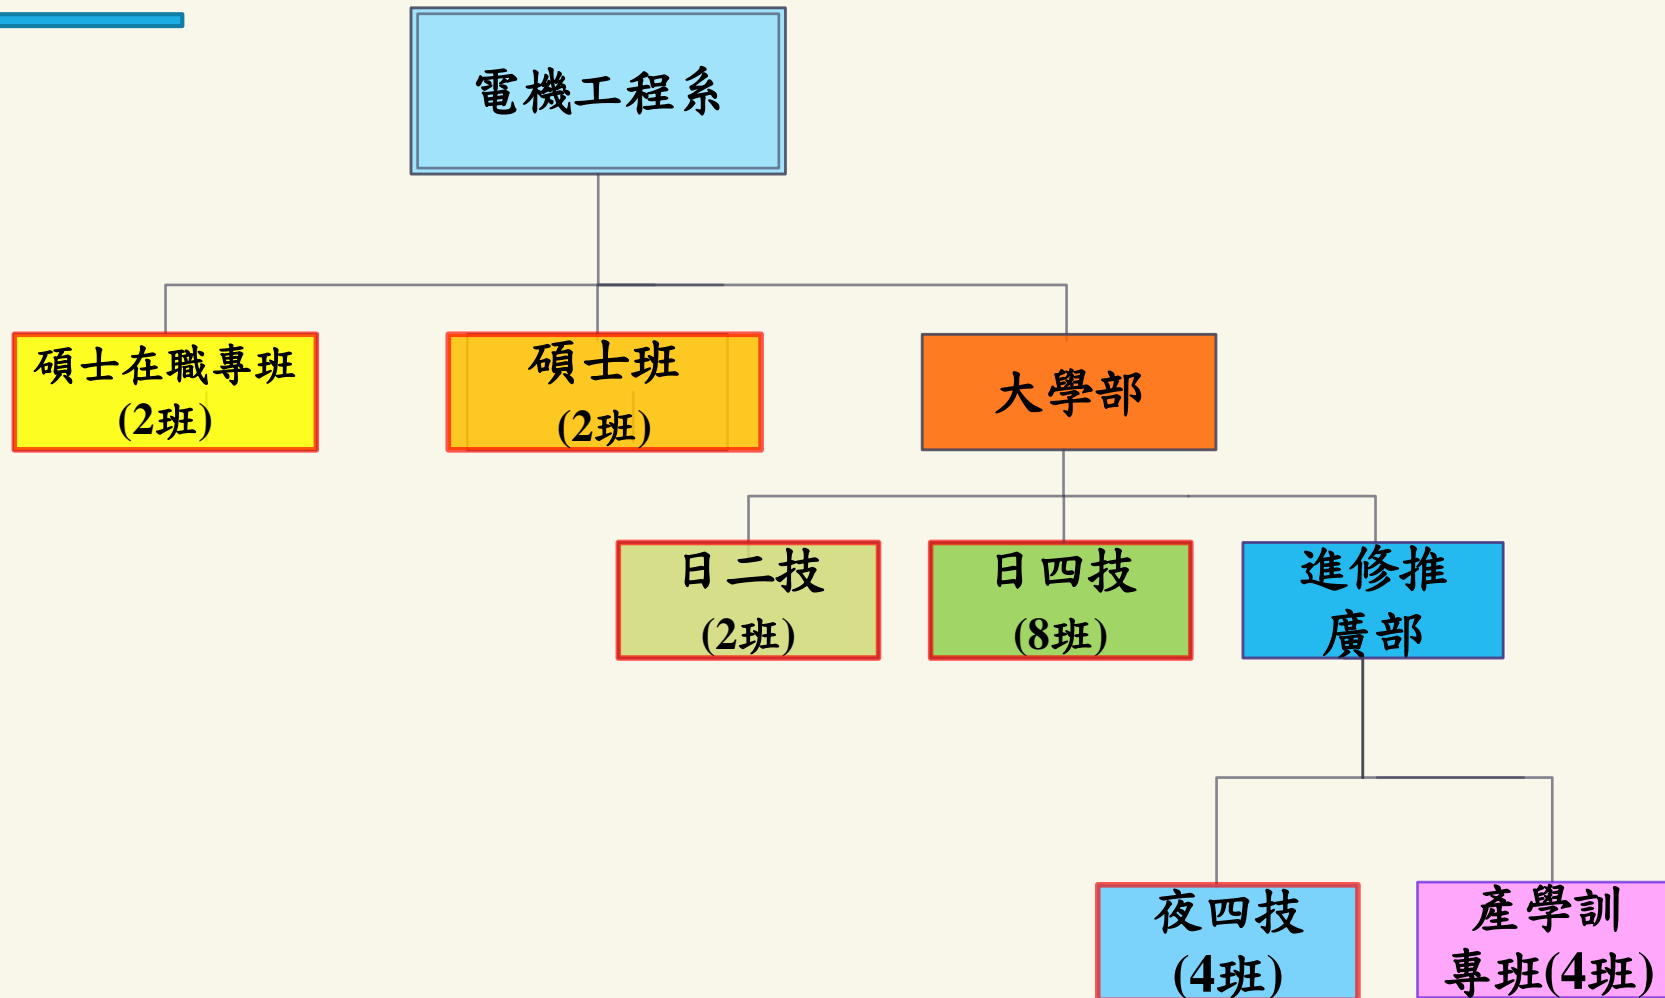 電機工程系
碩士在職專班
(2班)
碩士班
(2班)
大學部
日二技
(2班)
日四技
(8班)
進修推
廣部
夜四技
(4班)
產學訓
專班(4班)